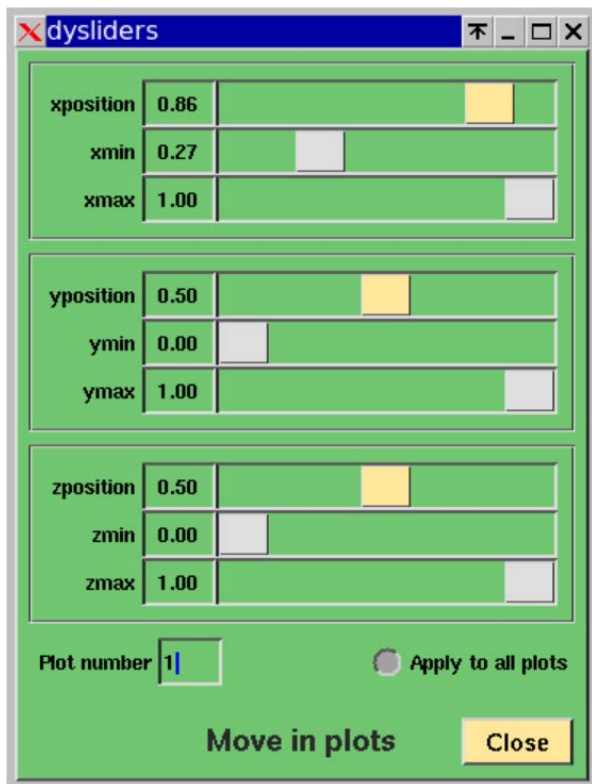 dysliders
xposition 0.86
xmin 0.27
xmax 1.00
yposition 0.50
ymin 0.00
ymax 1.00
zposition 0.50
zmin 0.00
zmax 1.00
Plot number 1 Apply to all plots
Move in plots Close